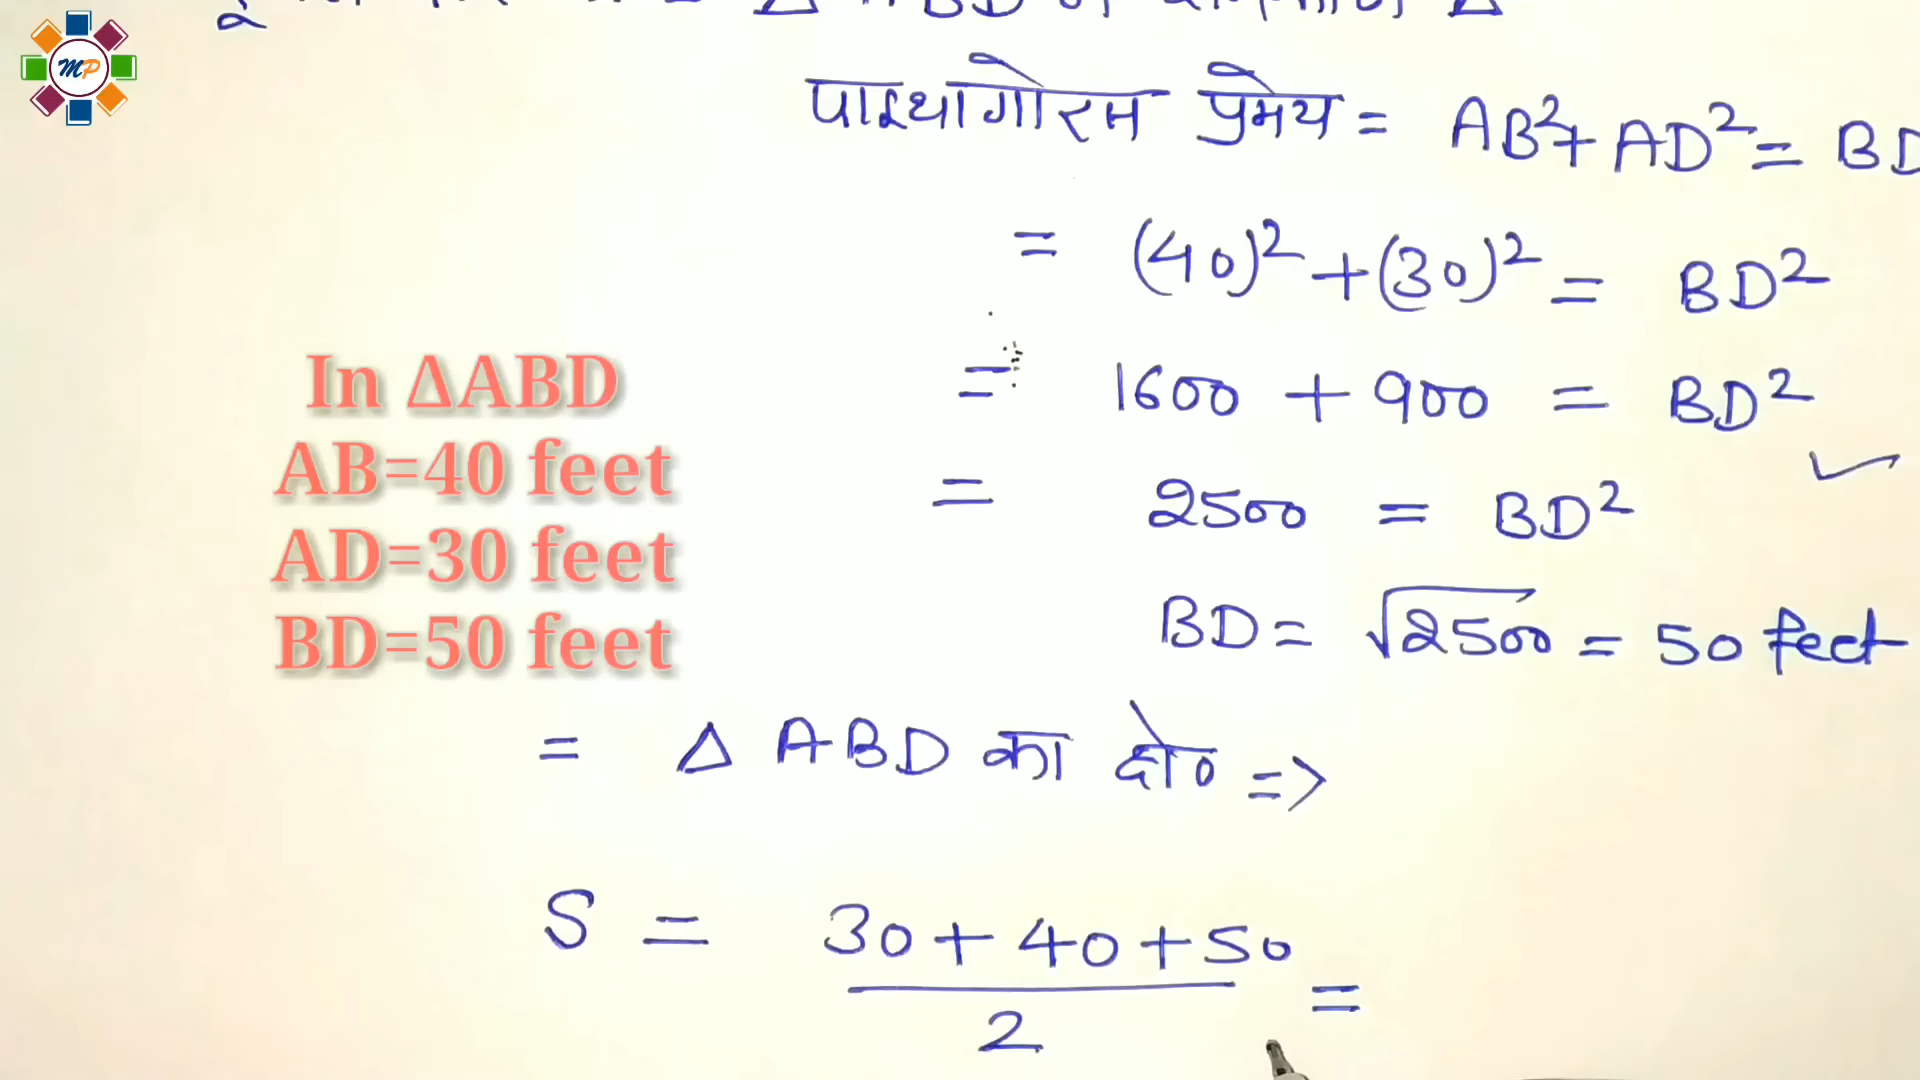 Δ ABD
MP
पाइथागोरस प्रमेय = AB²+ AD² = BD
= (40)² + (30)² = BD²
= 1600 + 900 = BD²
= 2500 = BD²
BD = √2500 = 50 feet
In ΔABD
AB=40 feet
AD=30 feet
BD=50 feet
= Δ ABD का क्षे० =>
S = 30 + 40 + 50 / 2 =